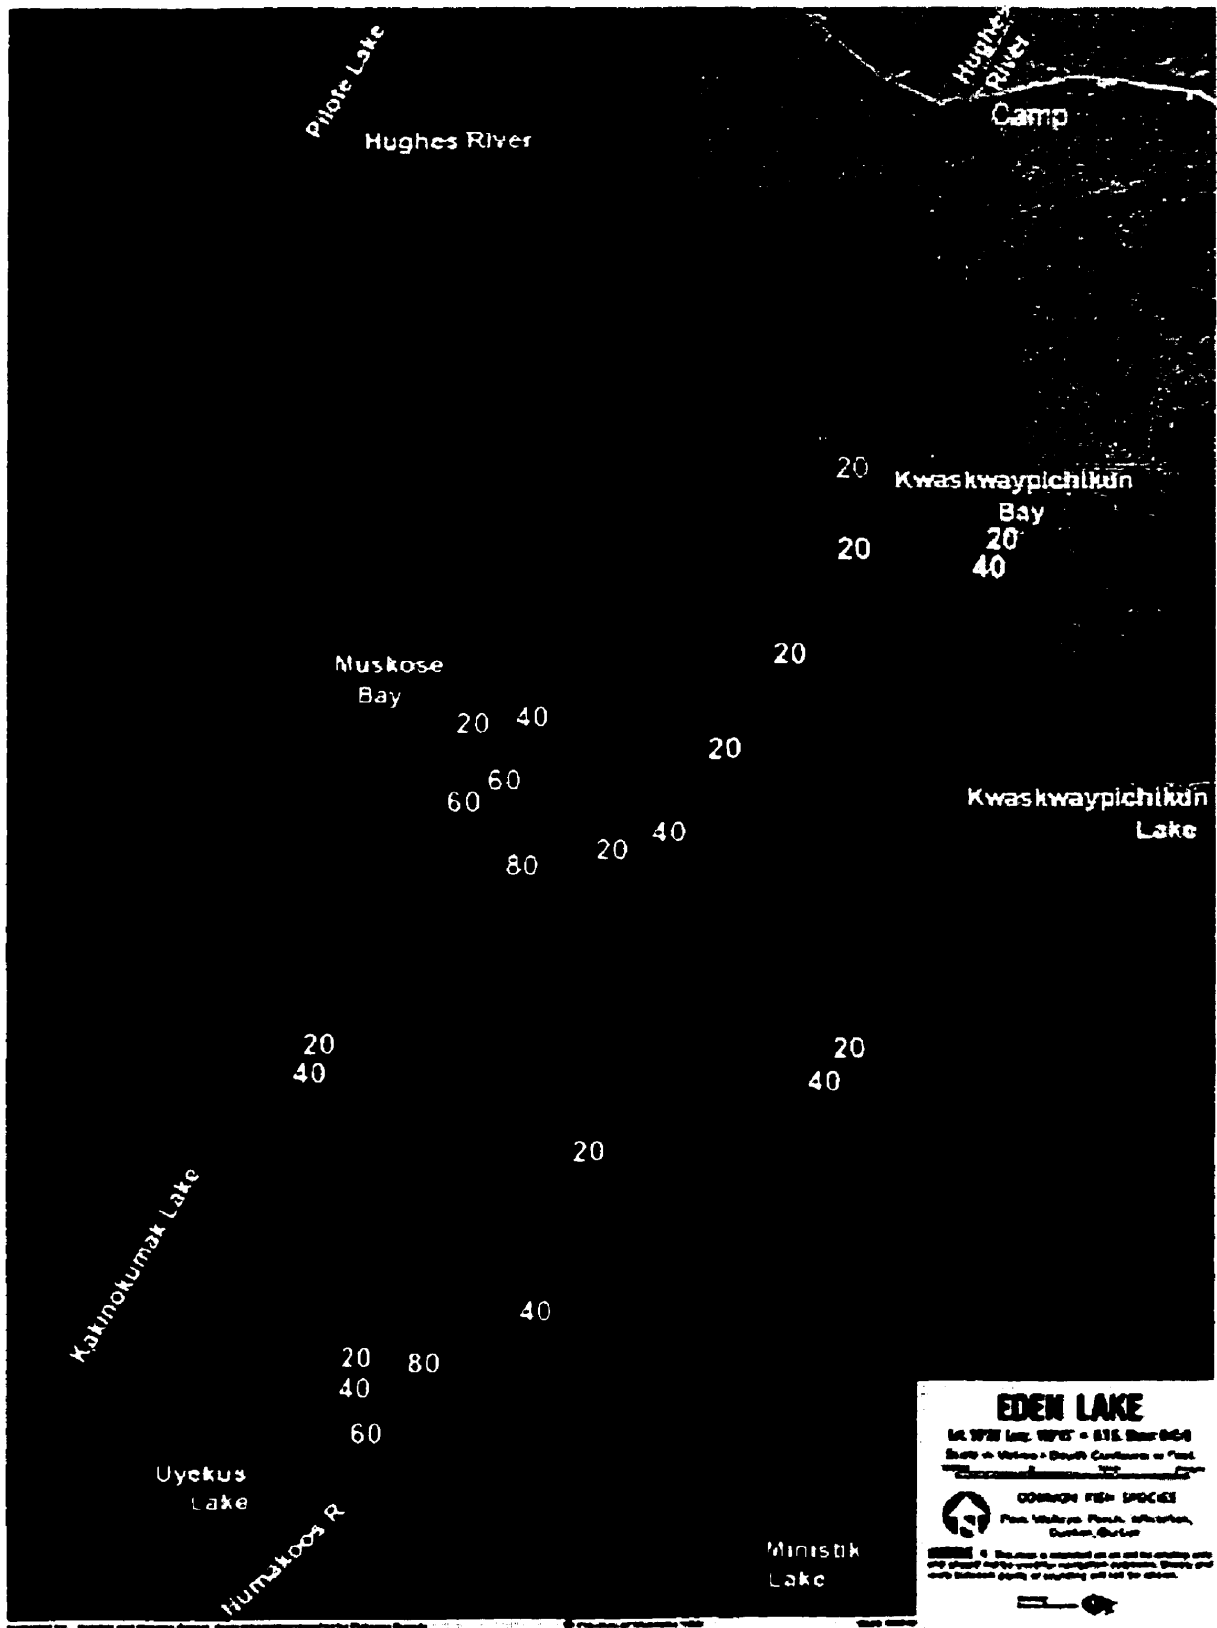 Pilote Lake
Hughes River
Hughes
River
Camp
20
Kwaskwaypichikun
Bay
20
20
40
20
Muskose
Bay
20
40
20
60
60
Kwaskwaypichikun
Lake
40
20
80
20
40
20
40
20
Kakinokumak Lake
40
20
80
40
60
Uyekus
Lake
Numakoos R
Ministik
Lake
EDEN LAKE
COMMON FISH SPECIES